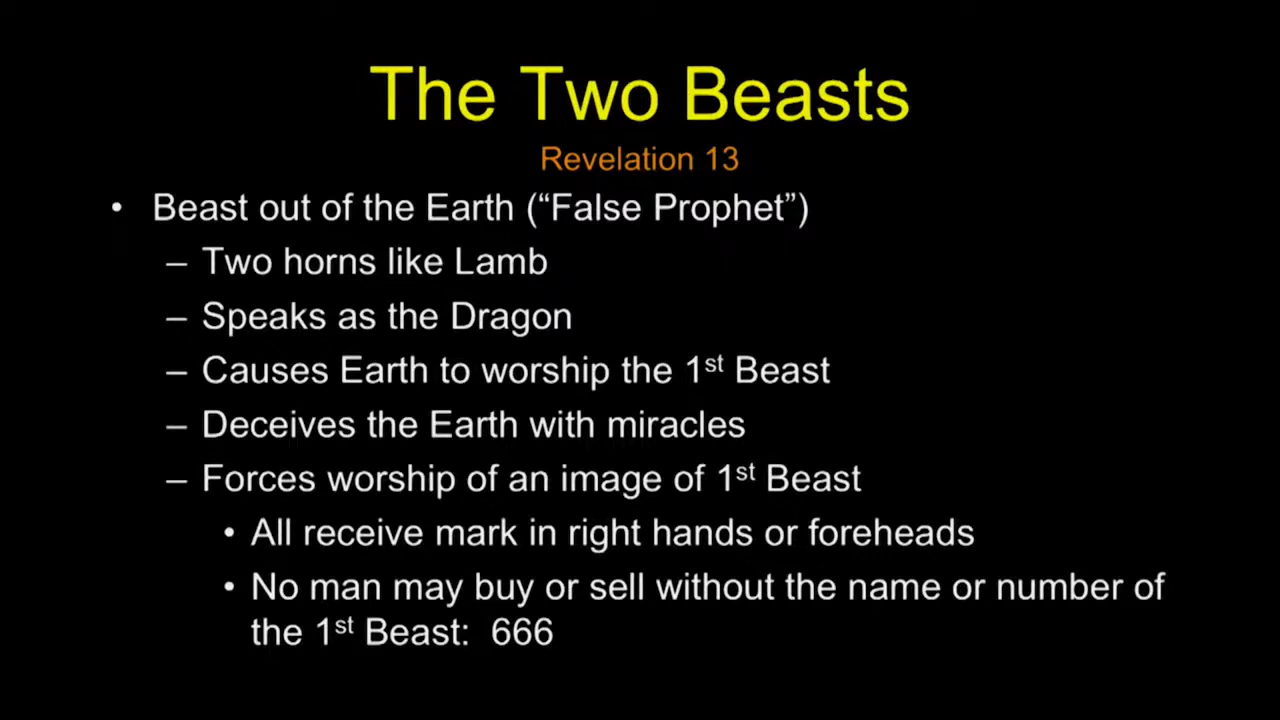 The Two Beasts
Revelation 13
• Beast out of the Earth (“False Prophet”)
– Two horns like Lamb
– Speaks as the Dragon
– Causes Earth to worship the 1st Beast
– Deceives the Earth with miracles
– Forces worship of an image of 1st Beast
• All receive mark in right hands or foreheads
• No man may buy or sell without the name or number of
the 1st Beast:  666